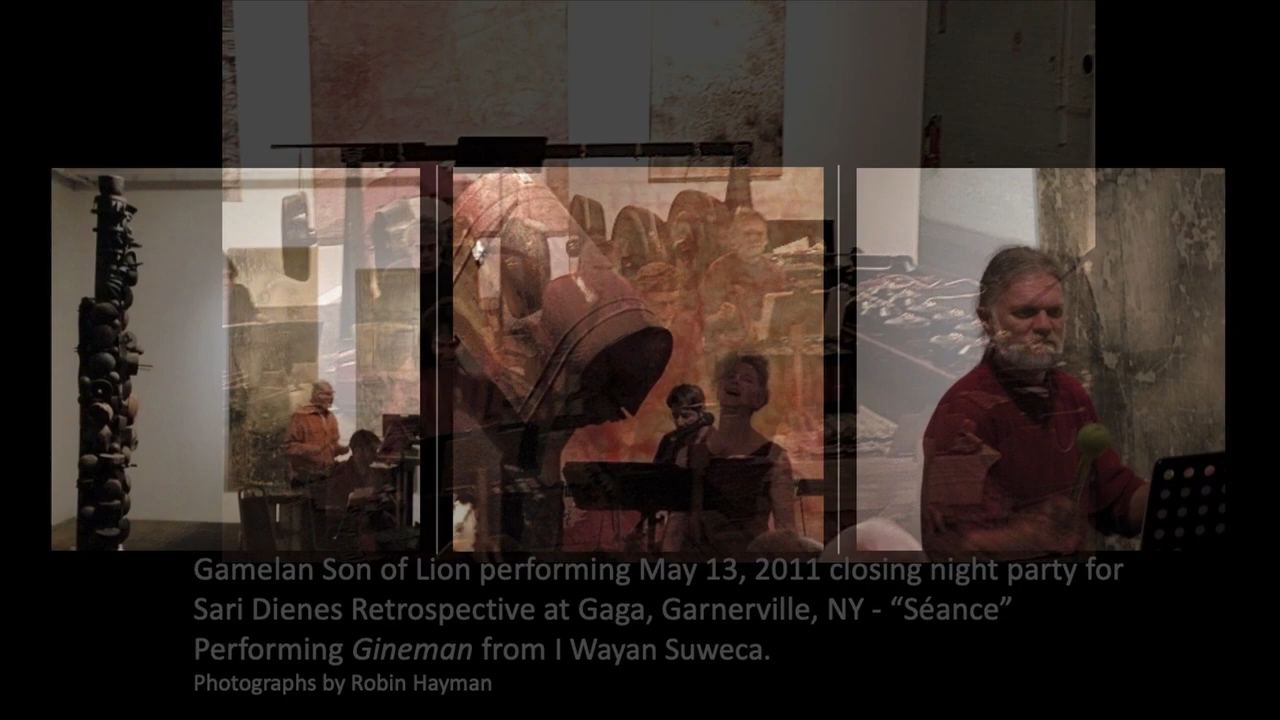 Gamelan Son of Lion performing May 13, 2011 closing night party for
Sari Dienes Retrospective at Gaga, Garnerville, NY - “Séance”
Performing Gineman from I Wayan Suweca.
Photographs by Robin Hayman